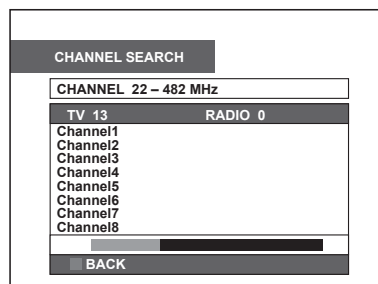 CHANNEL SEARCH
CHANNEL 22 – 482 MHz
TV 13 RADIO 0
Channel1
Channel2
Channel3
Channel4
Channel5
Channel6
Channel7
Channel8
BACK